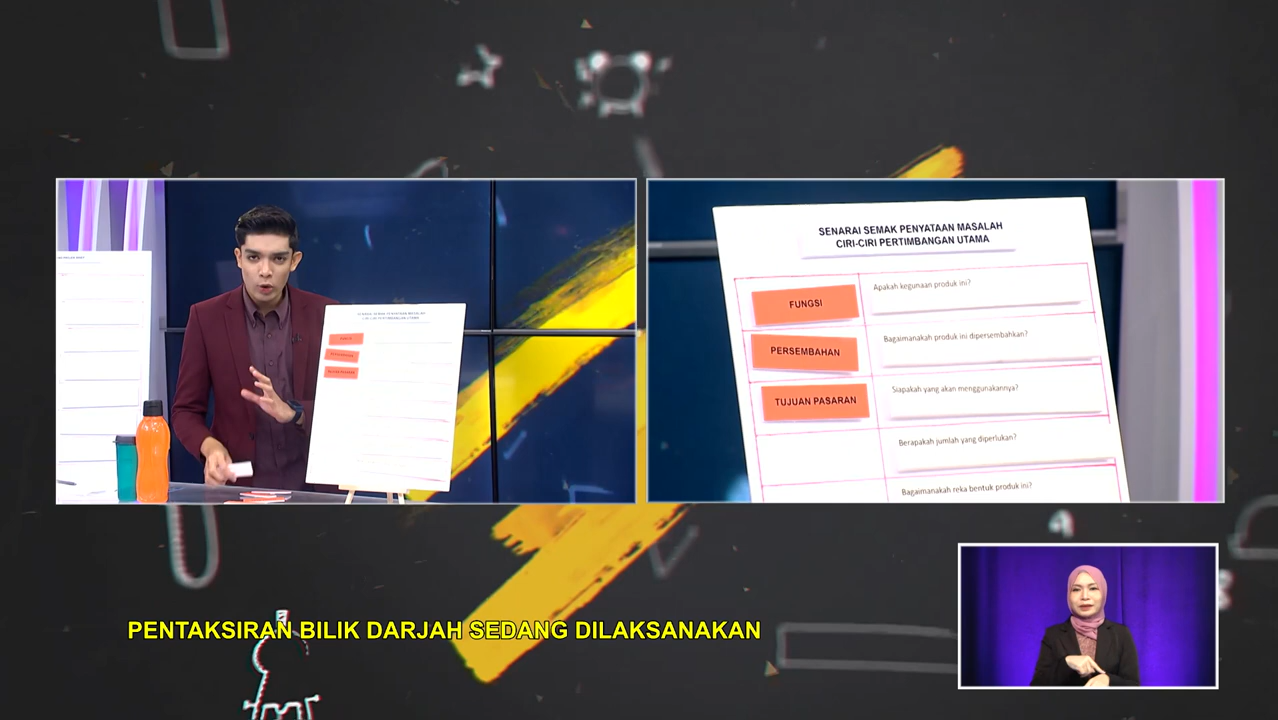 SENARAI SEMAK PENYATAAN MASALAH
CIRI-CIRI PERTIMBANGAN UTAMA
FUNGSI
Apakah kegunaan produk ini?
PERSEMBAHAN
Bagaimanakah produk ini dipersembahkan?
TUJUAN PASARAN
Siapakah yang akan menggunakannya?
Berapakah jumlah yang diperlukan?
Bagaimanakah reka bentuk produk ini?
PENTAKSIRAN BILIK DARJAH SEDANG DILAKSANAKAN